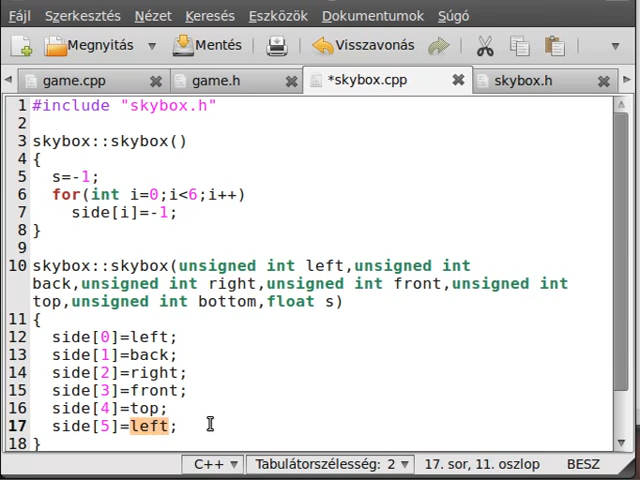 Fájl Szerkesztés Nézet Keresés Eszközök Dokumentumok Súgó
Megnyitás Mentés Visszavonás
game.cpp game.h *skybox.cpp skybox.h
1 #include "skybox.h"
2
3 skybox::skybox()
4 {
5 s=-1;
6 for(int i=0;i<6;i++)
7 side[i]=-1;
8 }
9
10 skybox::skybox(unsigned int left,unsigned int
back,unsigned int right,unsigned int front,unsigned int
top,unsigned int bottom,float s)
11 {
12 side[0]=left;
13 side[1]=back;
14 side[2]=right;
15 side[3]=front;
16 side[4]=top;
17 side[5]=left;
18 }
C++ Tabulátorszélesség: 2 17. sor, 11. oszlop BESZ